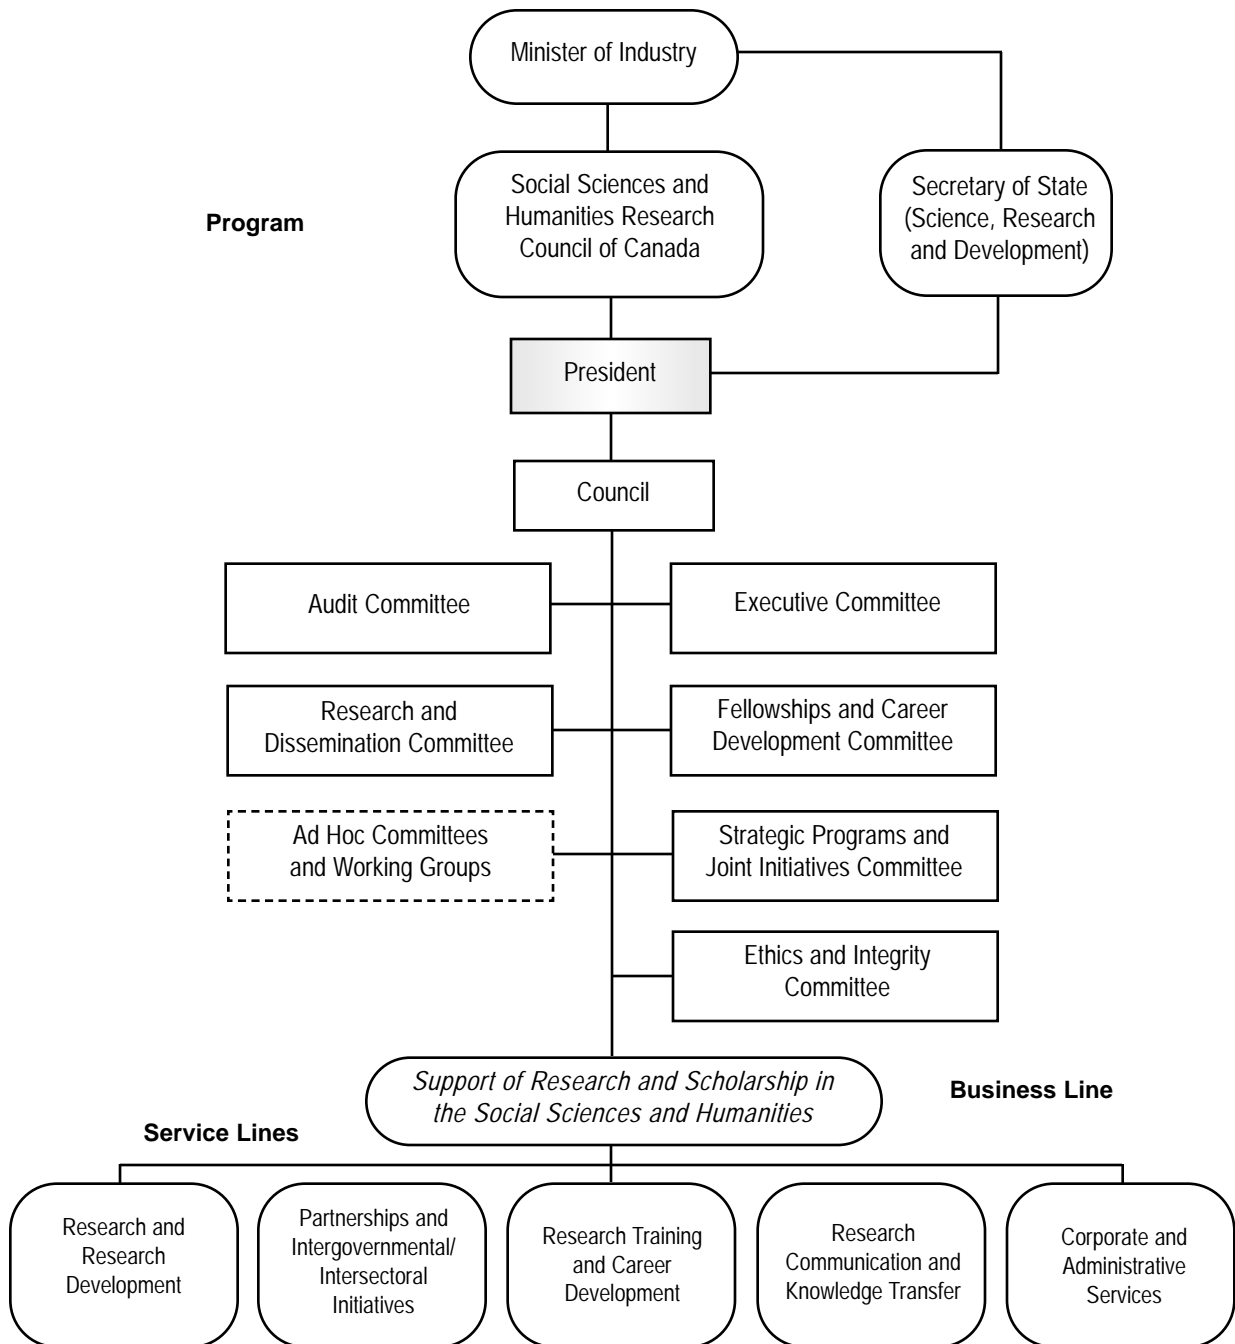 Minister of Industry
Social Sciences and
Humanities Research
Council of Canada
Secretary of State
(Science, Research
and Development)
Program
President
Council
Audit Committee
Executive Committee
Research and
Dissemination Committee
Fellowships and Career
Development Committee
Ad Hoc Committees
and Working Groups
Strategic Programs and
Joint Initiatives Committee
Ethics and Integrity
Committee
Support of Research and Scholarship in
the Social Sciences and Humanities
Business Line
Service Lines
Research and
Research
Development
Partnerships and
Intergovernmental/
Intersectoral
Initiatives
Research Training
and Career
Development
Research
Communication and
Knowledge Transfer
Corporate and
Administrative
Services